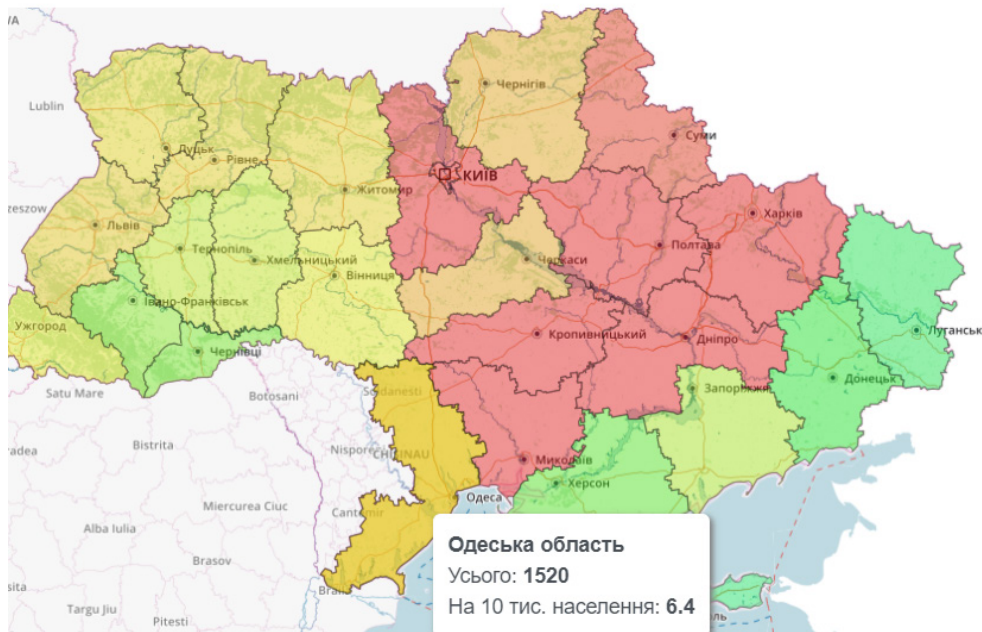 Lublin
Чернігів
Луцьк
Рівне
Суми
КИЇВ
Житомир
zeszow
Львів
Харків
Тернопіль
Хмельницький
Полтава
Черкаси
Вінниця
Івано-Франківськ
Ужгород
Кропивницький
Дніпро
Луганськ
Чернівці
Satu Mare
Botosani
Запоріжжя
Донецьк
Bistrita
CHIȘINAU
Миколаїв
Херсон
Одеса
Miercurea Ciuc
Alba Iulia
Brasov
Targu Jiu
Pitesti
Одеська область
Усього: 1520
На 10 тис. населення: 6.4